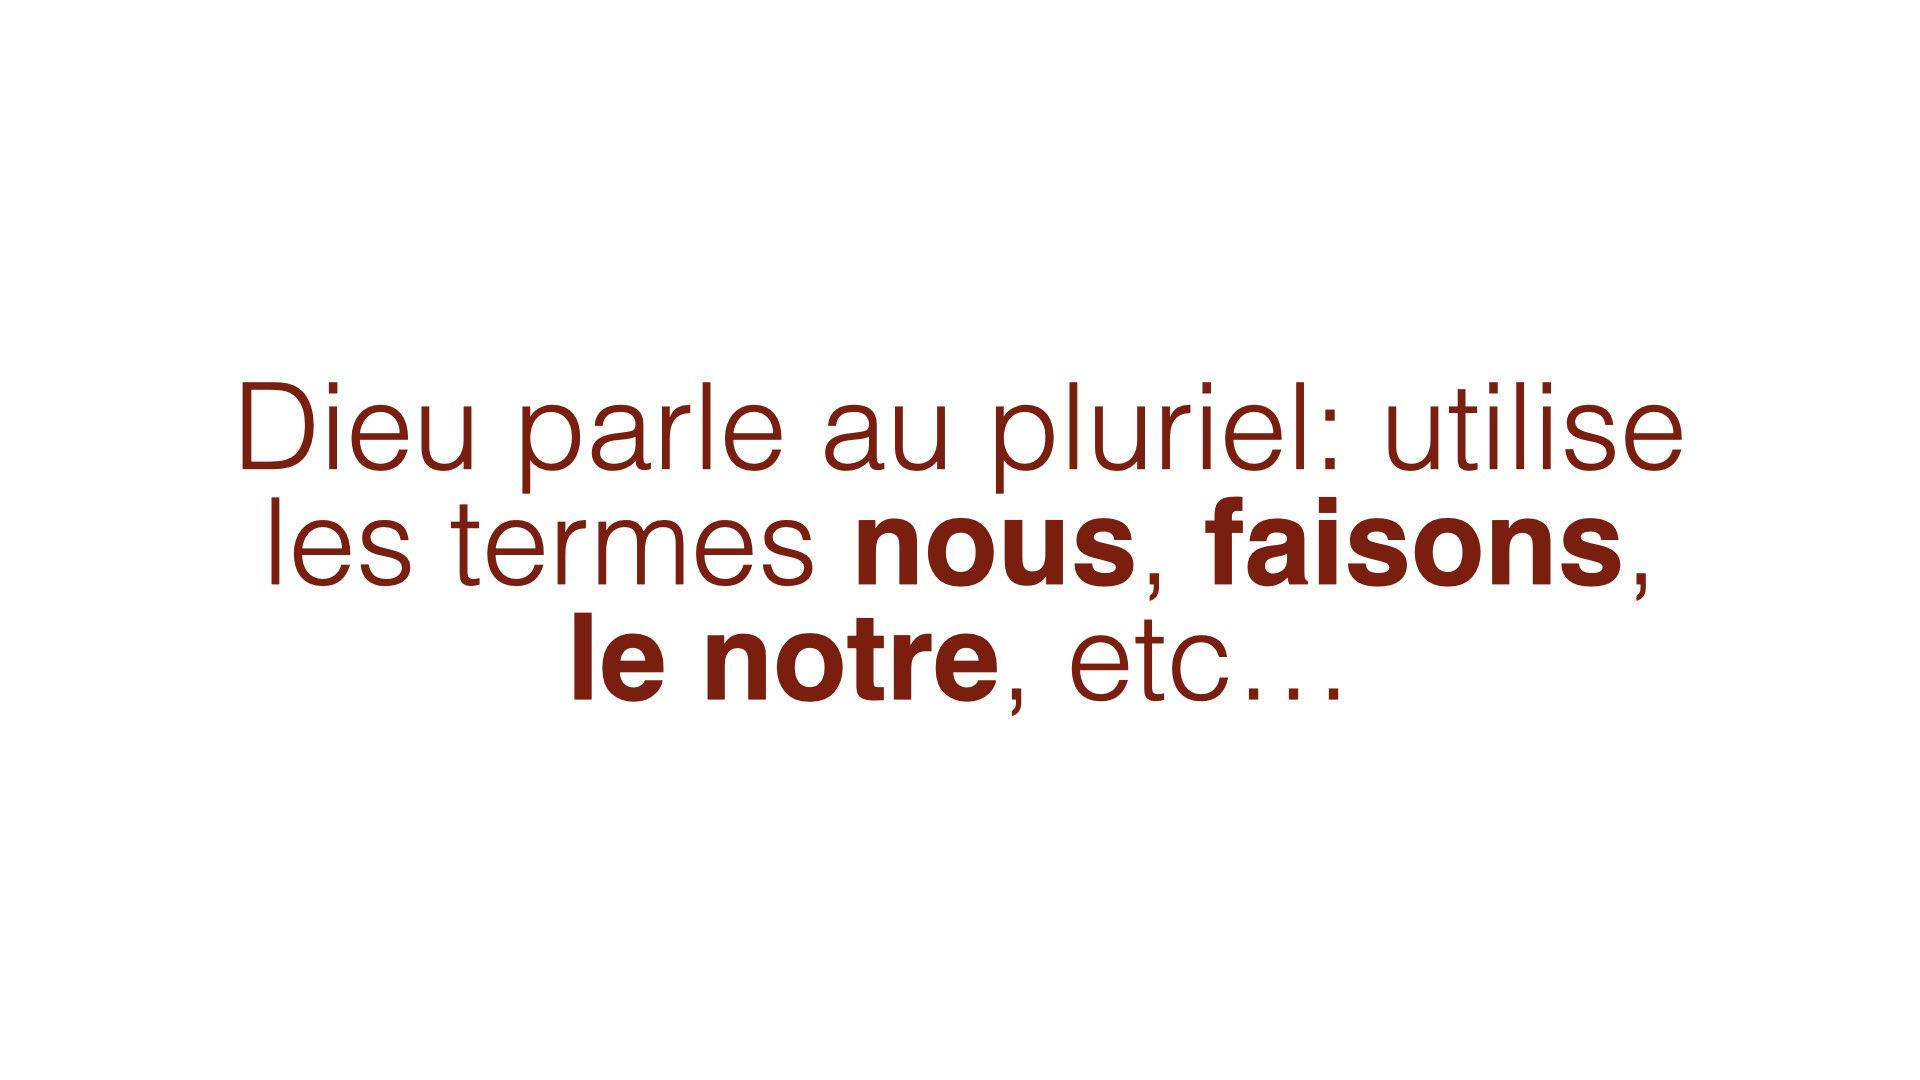 Dieu parle au pluriel: utilise
les termes nous, faisons,
le notre, etc…